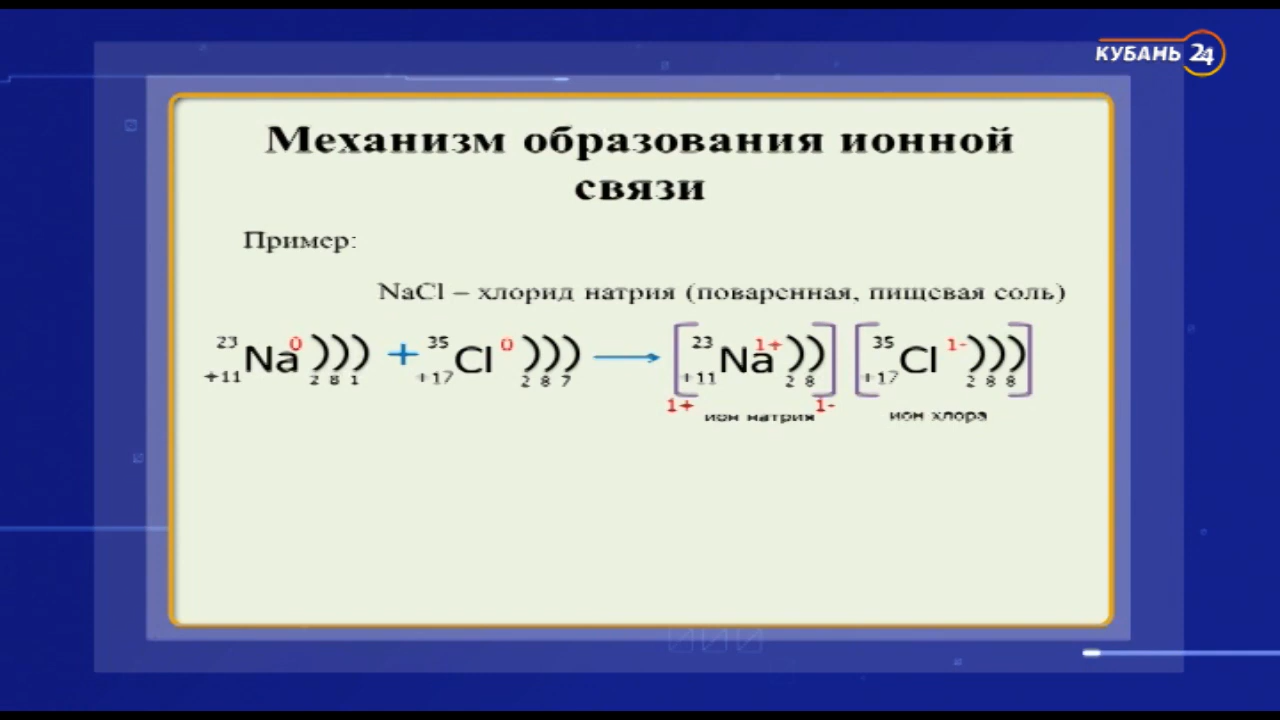 КУБАНЬ 24
Механизм образования ионной
связи
Пример:
NaCl – хлорид натрия (поваренная, пищевая соль)
23 +11 Na 0 ))) 2 8 1 + 35 +17 Cl 0 ))) 2 8 7 → [ 23 +11 Na 1+ )) 2 8 ] [ 35 +17 Cl 1- ))) 2 8 8 ]
1+ ион натрия 1- ион хлора